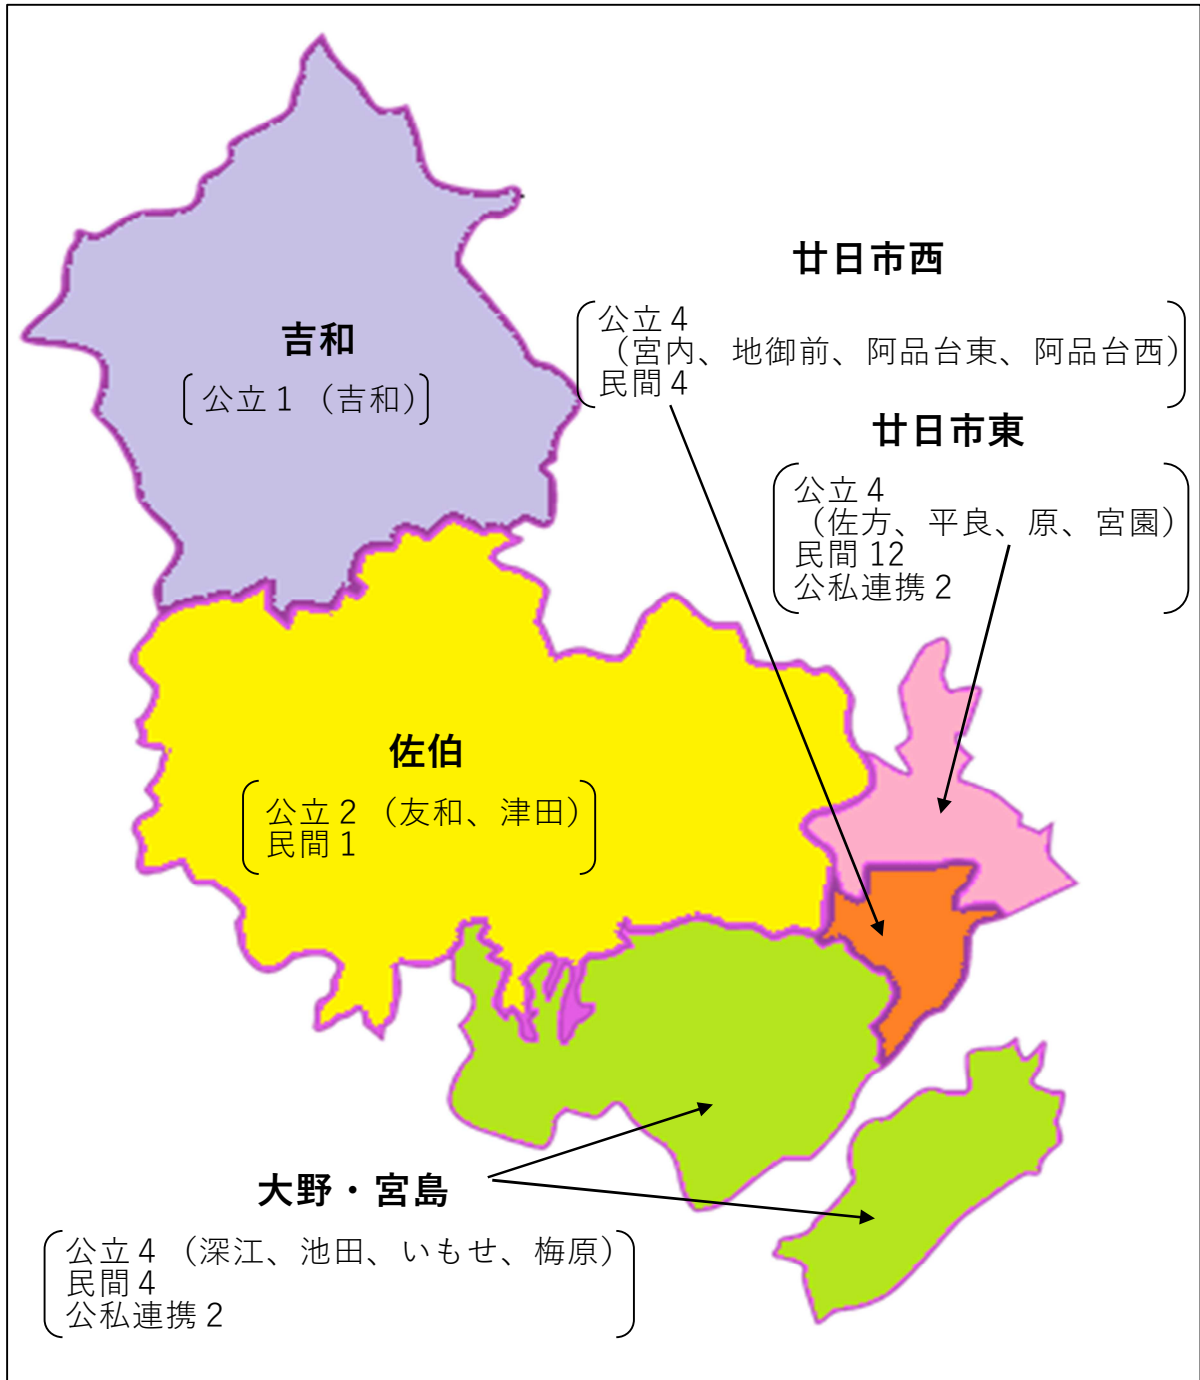 吉和
公立1（吉和）
廿日市西
公立4
（宮内、地御前、阿品台東、阿品台西）
民間4
廿日市東
公立4
（佐方、平良、原、宮園）
民間12
公私連携2
佐伯
公立2（友和、津田）
民間1
大野・宮島
公立4（深江、池田、いもせ、梅原）
民間4
公私連携2